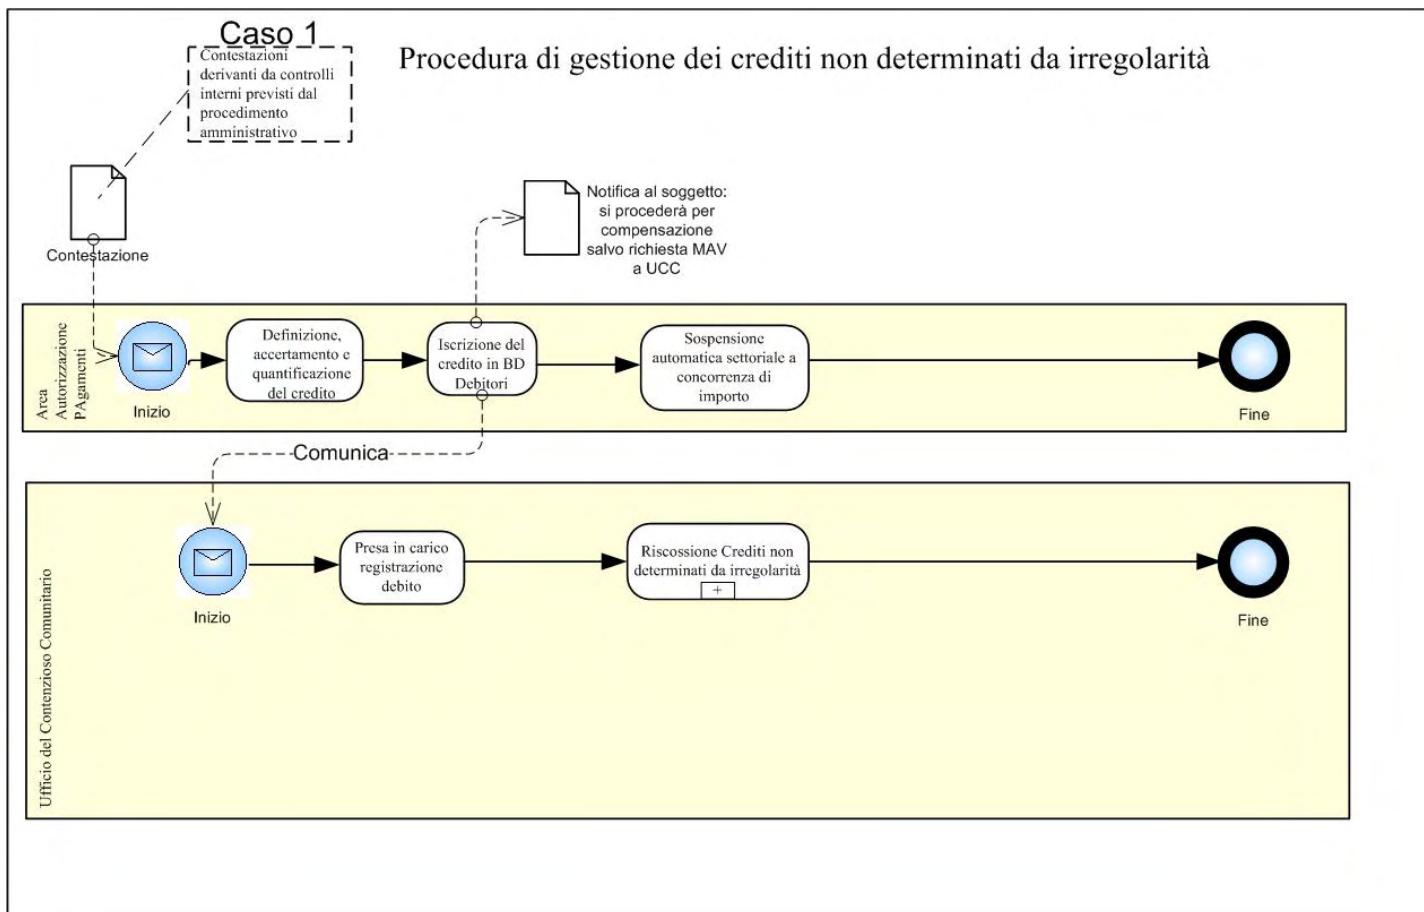 Caso 1
Procedura di gestione dei crediti non determinati da irregolarità
Contestazioni
derivanti da controlli
interni previsti dal
procedimento
amministrativo
Contestazione
Notifica al soggetto:
si procederà per
compensazione
salvo richiesta MAV
a UCC
Area
Autorizzazione
PAgamenti
Inizio
Definizione,
accertamento e
quantificazione
del credito
Iscrizione del
credito in BD
Debitori
Sospensione
automatica settoriale a
concorrenza di
importo
Fine
Comunica
Ufficio del Contenzioso Comunitario
Inizio
Presa in carico
registrazione
debito
Riscossione Crediti non
determinati da irregolarità
+
Fine